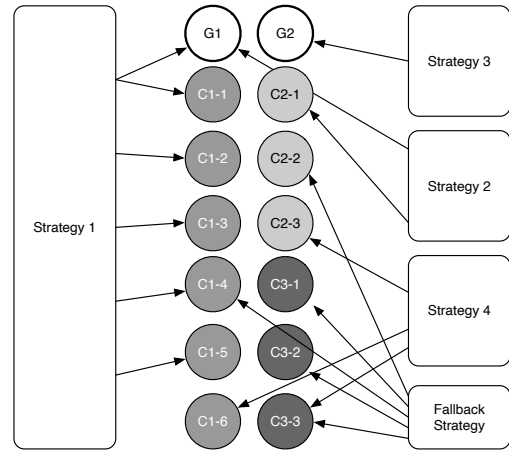 Strategy 1
G1
G2
C1-1
C2-1
C1-2
C2-2
C1-3
C2-3
C1-4
C3-1
C1-5
C3-2
C1-6
C3-3
Strategy 3
Strategy 2
Strategy 4
Fallback
Strategy